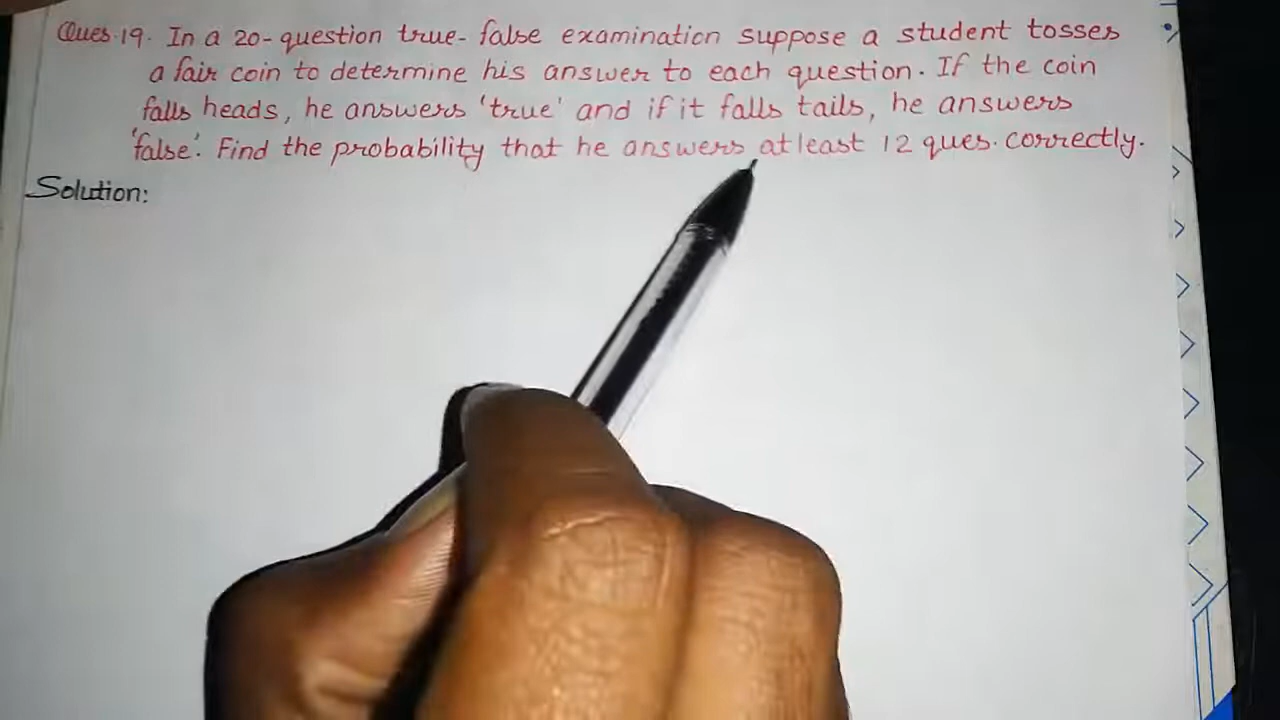 Ques.19. In a 20-question true-false examination suppose a student tosses
a fair coin to determine his answer to each question. If the coin
falls heads, he answers 'true' and if it falls tails, he answers
'false'. Find the probability that he answers atleast 12 ques. correctly.
Solution: